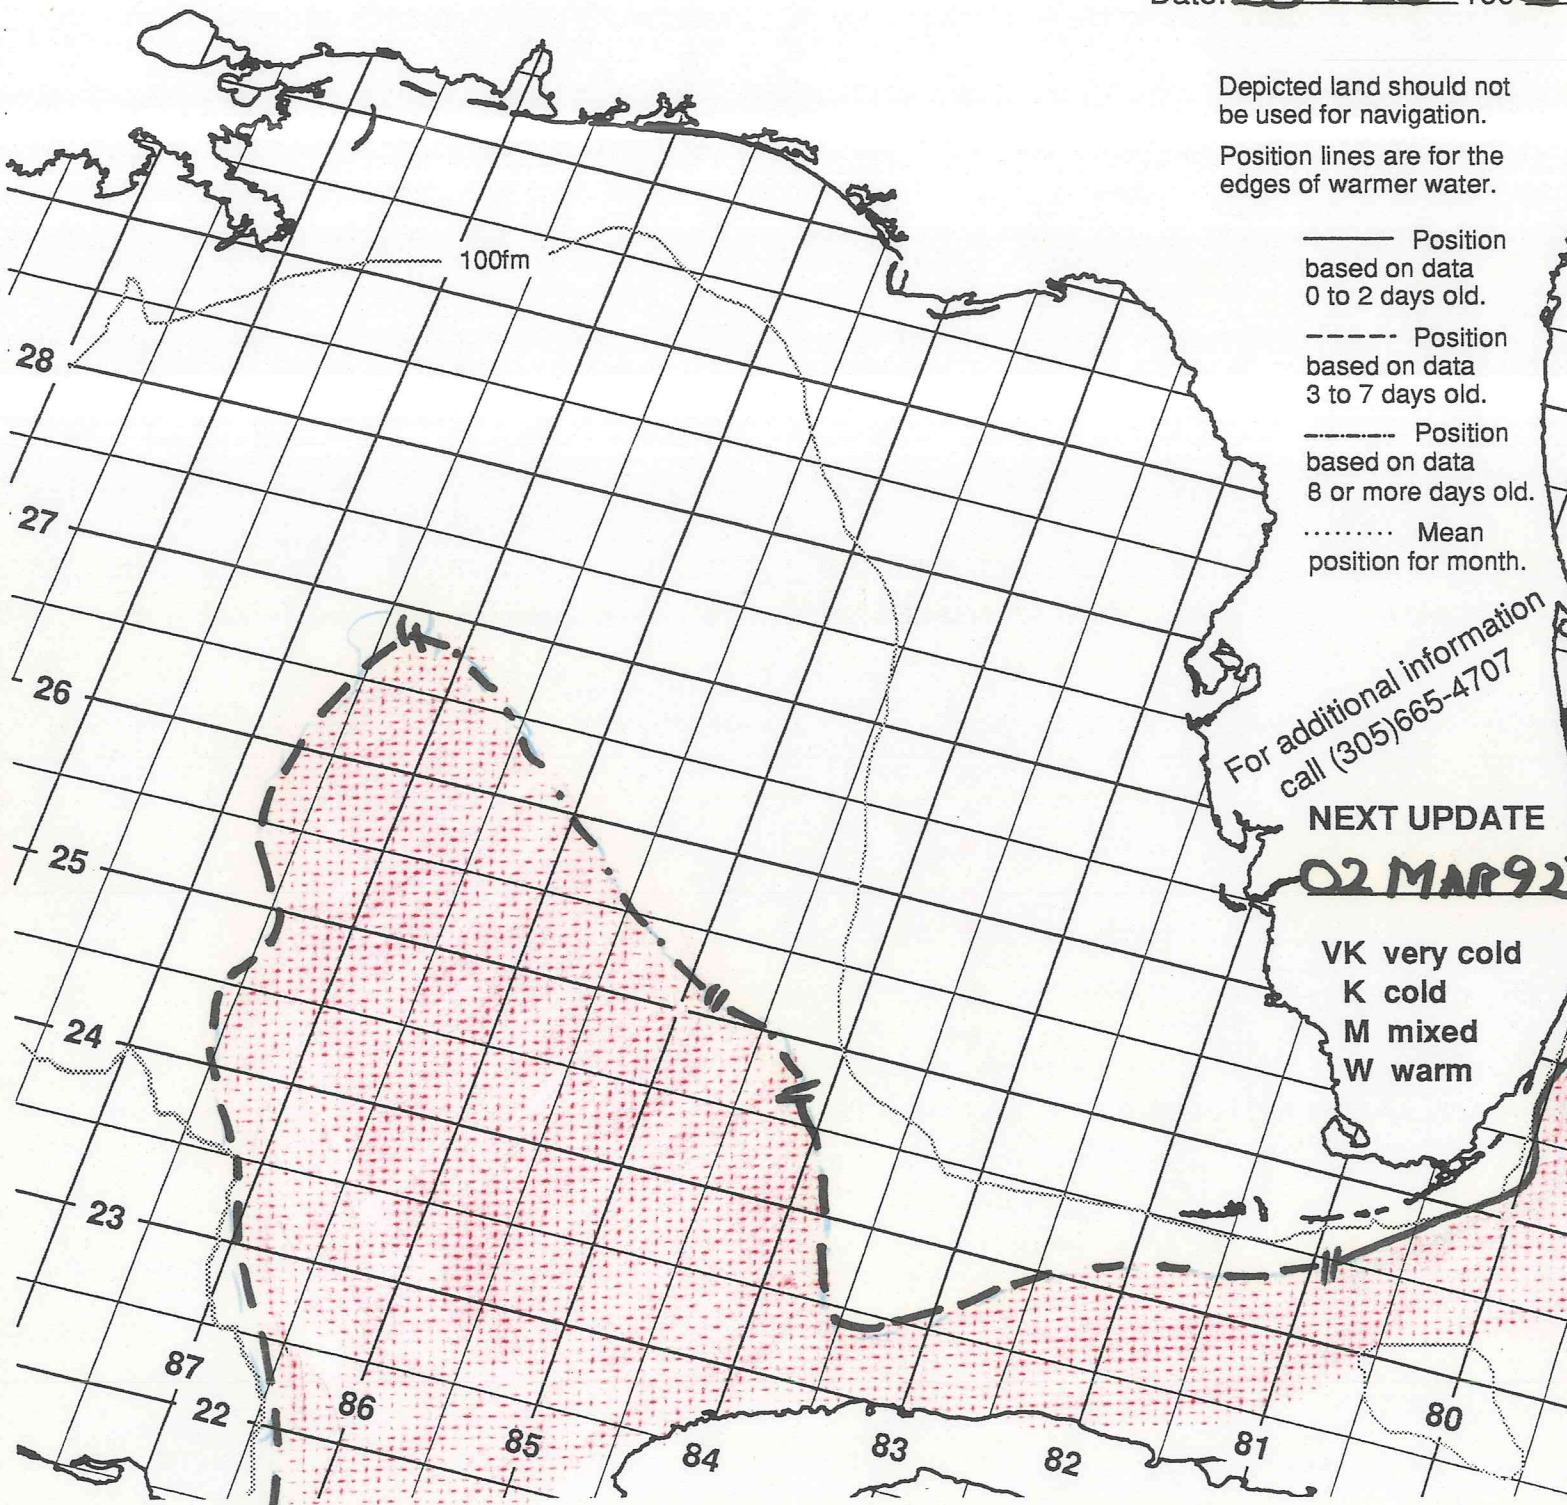 Depicted land should not
be used for navigation.
Position lines are for the
edges of warmer water.
Position
based on data
0 to 2 days old.
Position
based on data
3 to 7 days old.
Position
based on data
8 or more days old.
Mean
position for month.
For additional information
call (305)665-4707
NEXT UPDATE
02 MAR 92
VK very cold
K cold
M mixed
W warm
100fm
28
27
26
25
24
23
22
87
86
85
84
83
82
81
80